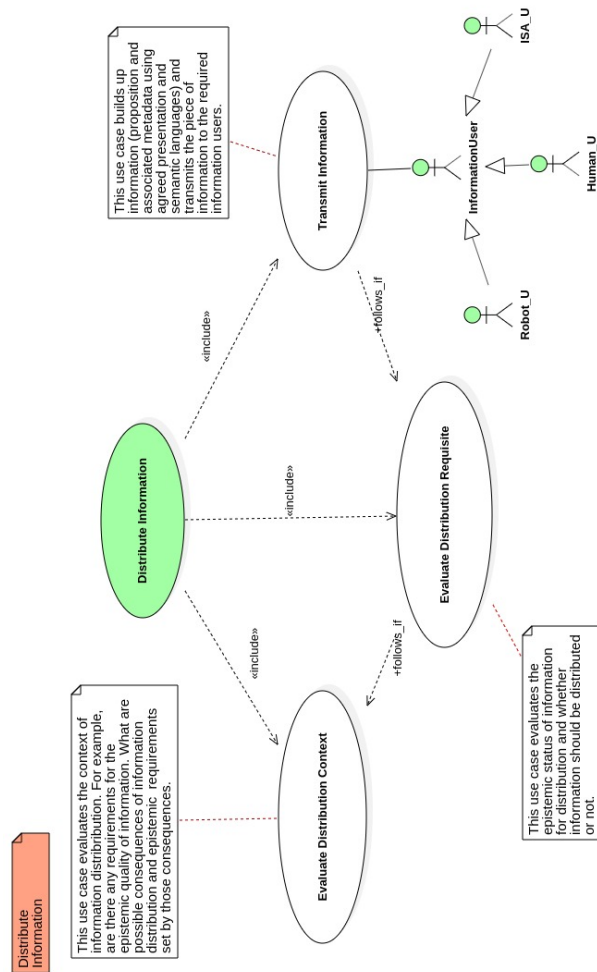 Distribute
Information
This use case evaluates the context of
information distribribution. For example,
are there any requirements for the
epistemic quality of information. What are
possible consequences of information
distribution and epistemic requirements
set by those consequences.
This use case builds up
information (proposition and
associated metadata using
agreed presentation and
semantic languages) and
transmits the piece of
information to the required
information users.
Distribute Information
«include»
«include»
«include»
Evaluate Distribution Context
Transmit Information
+follows_if
+follows_if
Evaluate Distribution Requisite
InformationUser
Robot_U
Human_U
ISA_U
This use case evaluates the
epistemic status of information
for distribution and whether
information should be distributed
or not.